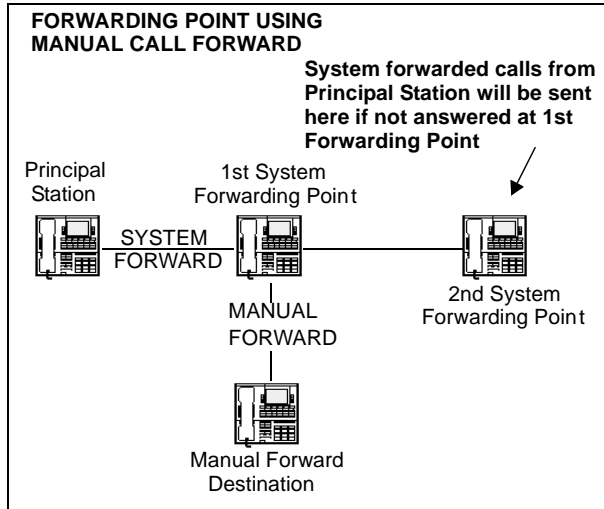 FORWARDING POINT USING
MANUAL CALL FORWARD
System forwarded calls from
Principal Station will be sent
here if not answered at 1st
Forwarding Point
Principal
Station
1st System
Forwarding Point
SYSTEM
FORWARD
2nd System
Forwarding Point
MANUAL
FORWARD
Manual Forward
Destination